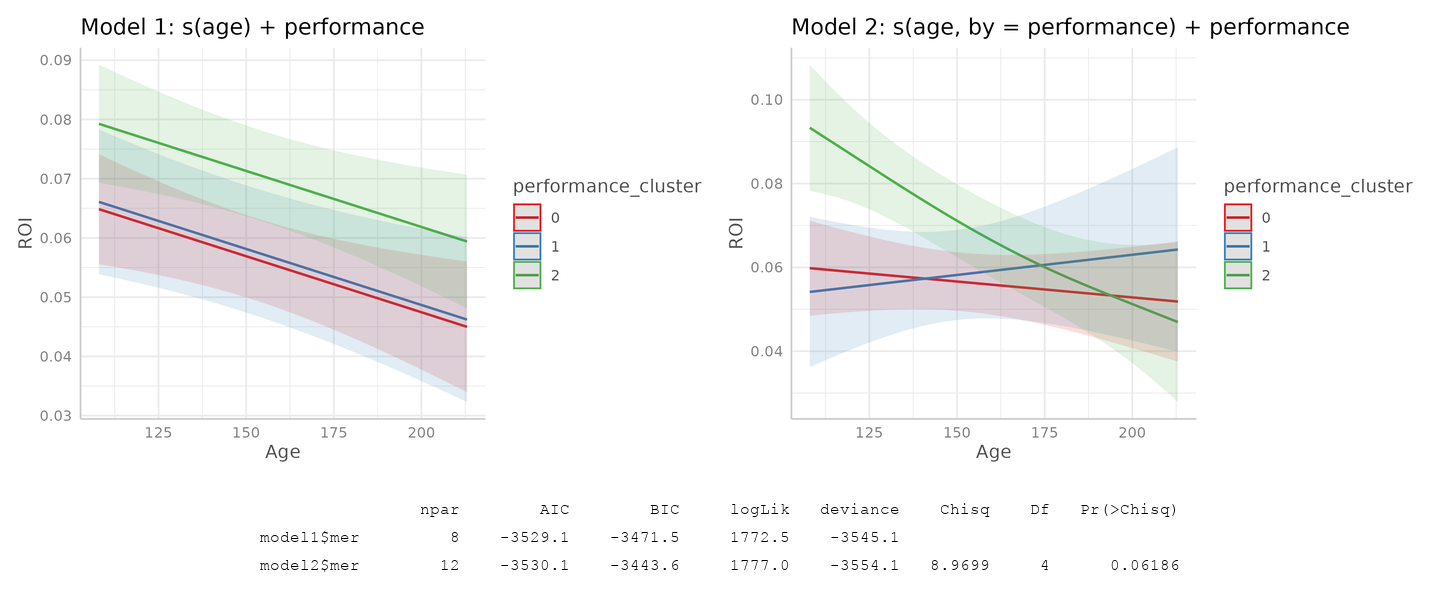 Model 1: s(age) + performance
0.09
0.08
0.07
0.06
0.05
0.04
0.03
ROI
125 150 175 200
Age
performance_cluster
0
1
2
Model 2: s(age, by = performance) + performance
0.10
0.08
0.06
0.04
ROI
125 150 175 200
Age
performance_cluster
0
1
2
npar AIC BIC logLik deviance Chisq Df Pr(>Chisq)
model1$mer 8 -3529.1 -3471.5 1772.5 -3545.1
model2$mer 12 -3530.1 -3443.6 1777.0 -3554.1 8.9699 4 0.06186